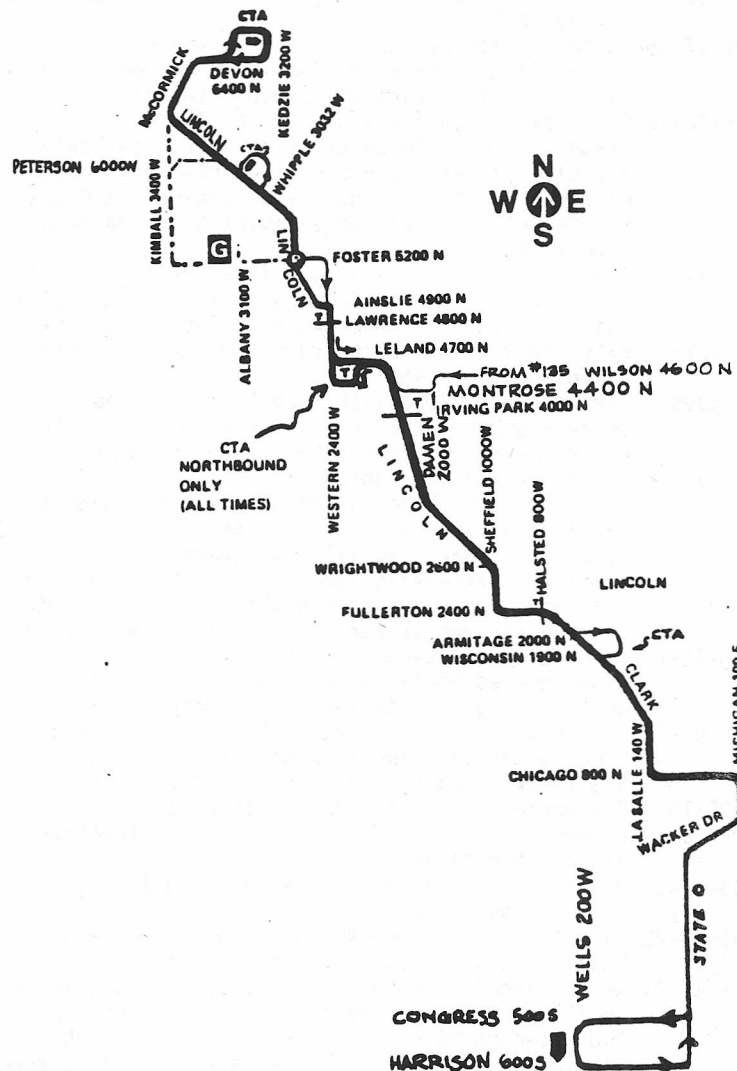 CTA
McCORMICK
DEVON
6400 N
KEDZIE 3200 W
LINCOLN
CTA
WHIPPLE 3032 W
PETERSON 6000N
KIMBALL 3400 W
N
W E
S
G
LINCOLN
FOSTER 5200 N
ALBANY 3100 W
AINSLIE 4900 N
T
LAWRENCE 4800 N
LELAND 4700 N
T
FROM #135 WILSON 4600 N
MONTROSE 4400 N
T
IRVING PARK 4000 N
DAMEN
2000 W
CTA
NORTHBOUND
ONLY
(ALL TIMES)
WESTERN 2400 W
LINCOLN
SHEFFIELD 1000W
HALSTED 800W
WRIGHTWOOD 2600 N
LINCOLN
FULLERTON 2400 N
T
ARMITAGE 2000 N
CTA
WISCONSIN 1900 N
CLARK
MICHIGAN
CHICAGO 800 N
LA SALLE 140 W
WACKER DR
STATE 0
WELLS 200W
CONGRESS 500S
HARRISON 600S